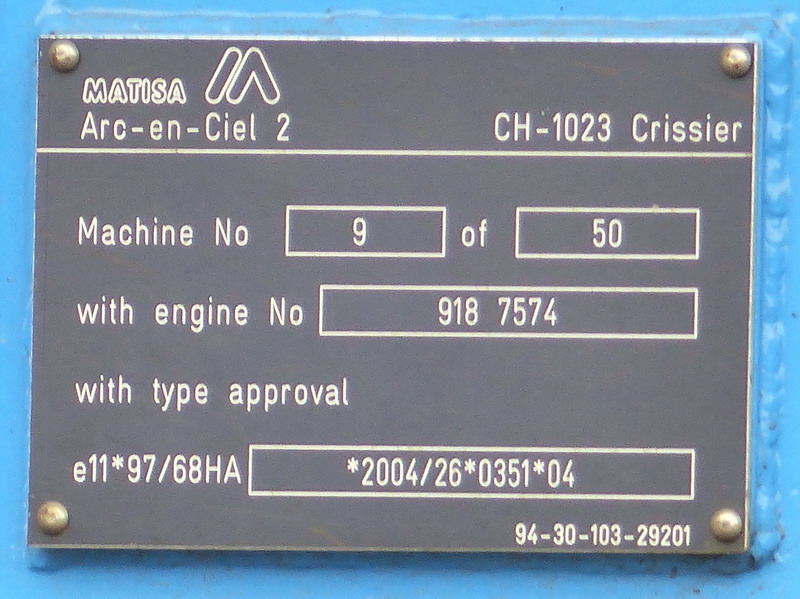 MATISA
Arc-en-Ciel 2 CH-1023 Crissier
Machine No 9 of 50
with engine No 918 7574
with type approval
e11*97/68HA *2004/26*0351*04
94-30-103-29201